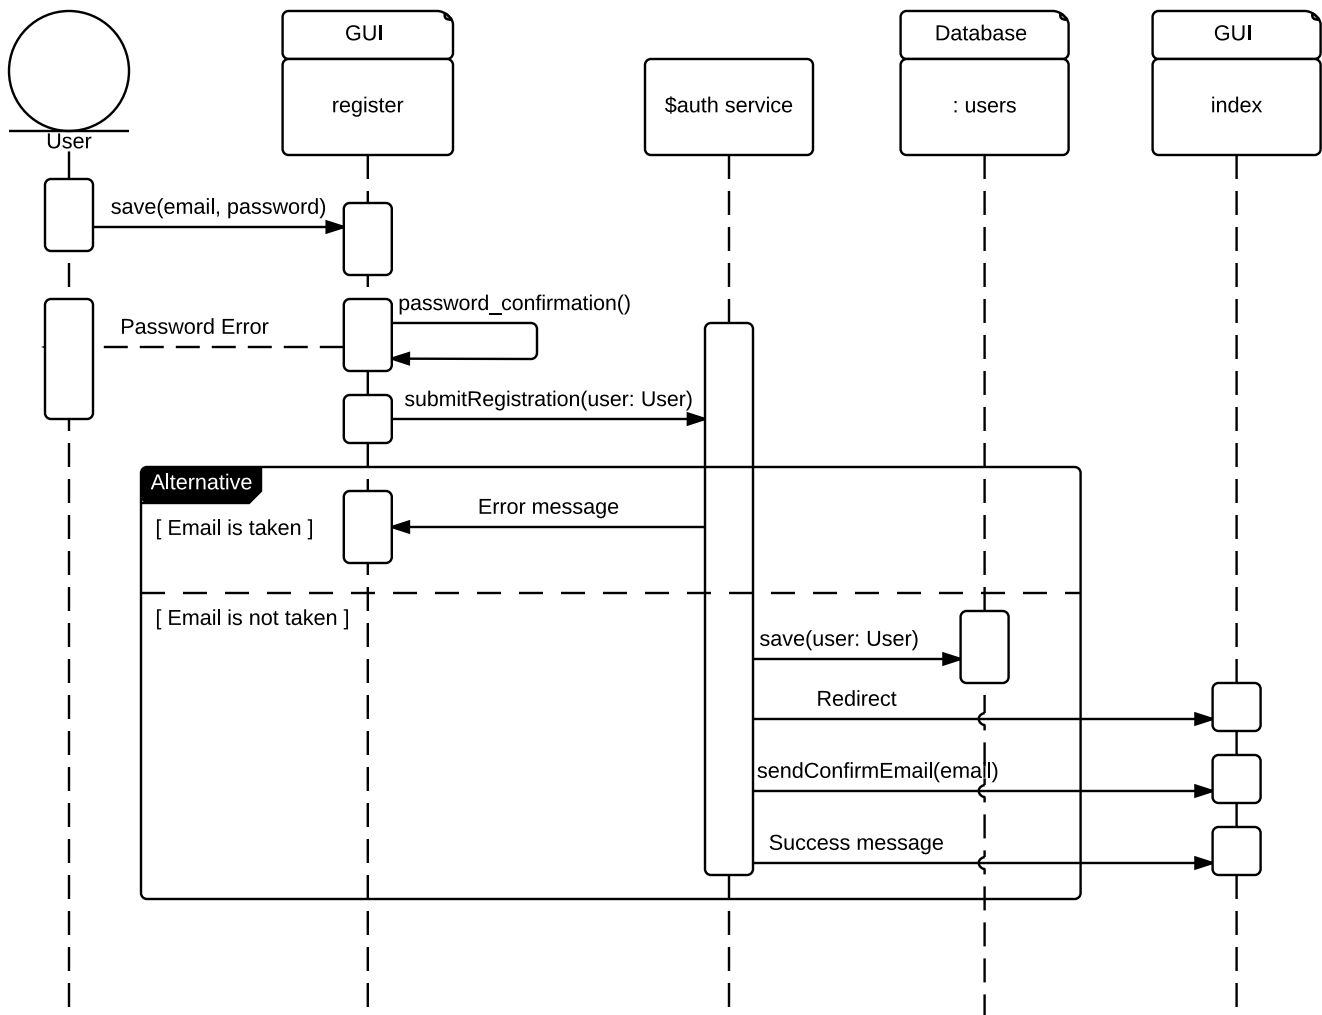 GUI
Database
GUI
register
$auth service
: users
index
User
save(email, password)
password_confirmation()
Password Error
submitRegistration(user: User)
Alternative
Error message
[ Email is taken ]
[ Email is not taken ]
save(user: User)
Redirect
sendConfirmEmail(email)
Success message